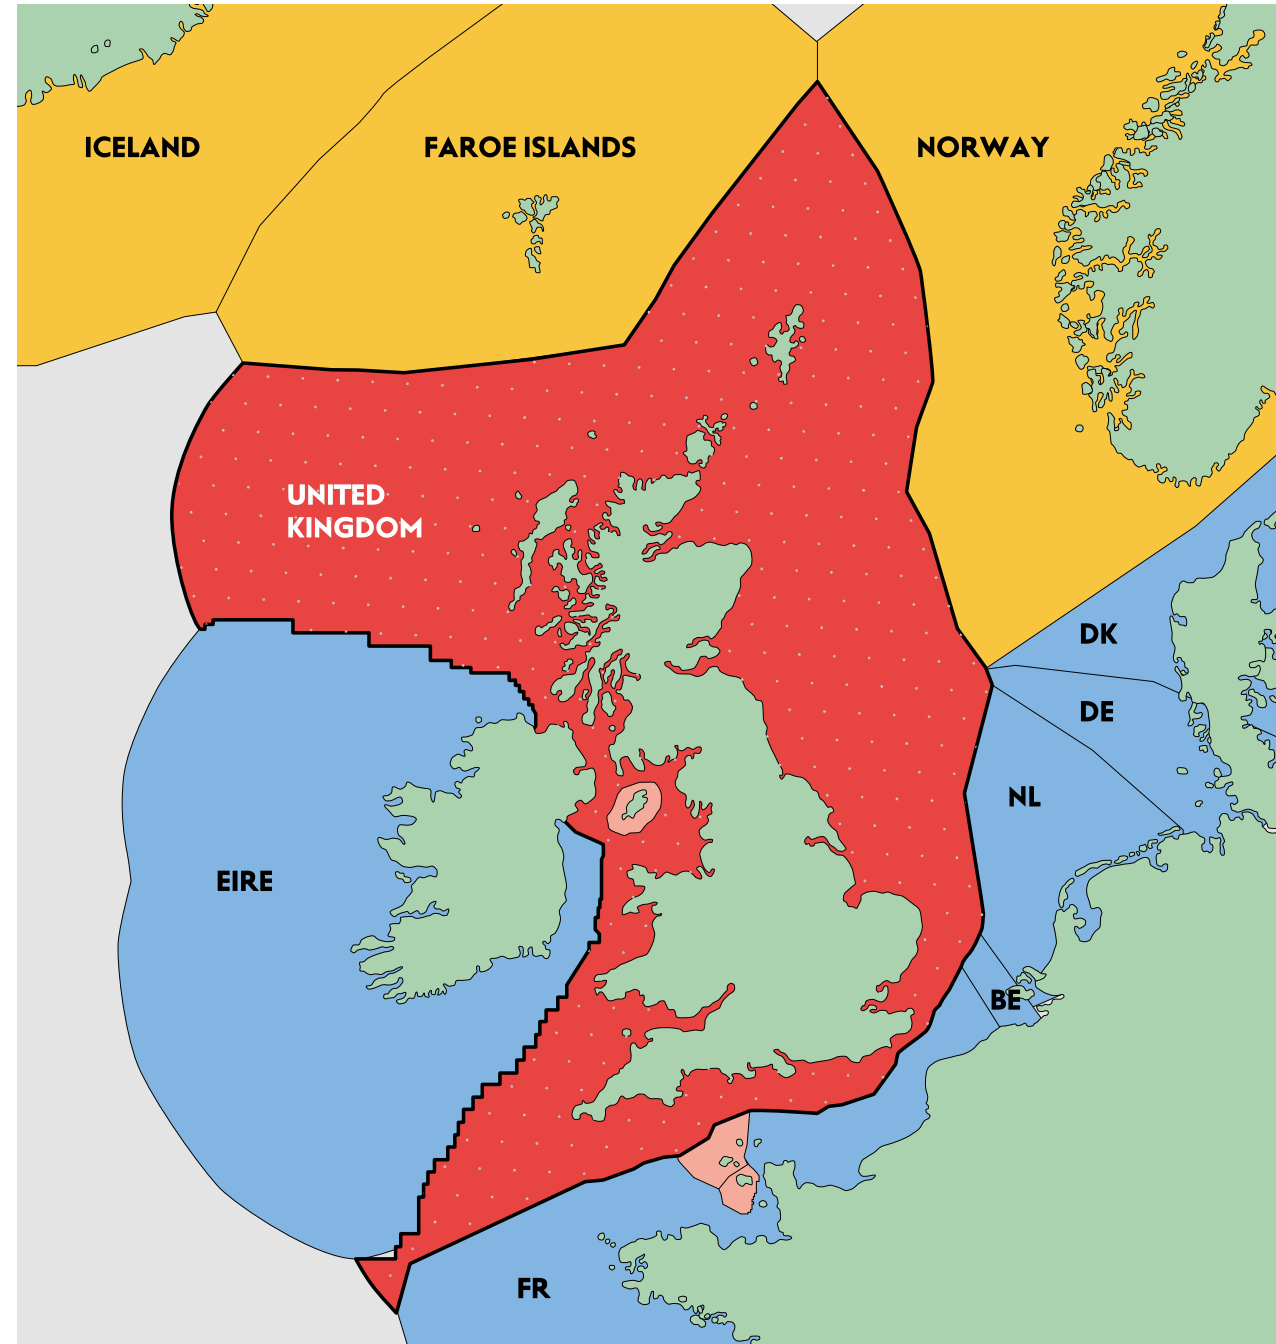 ICELAND
FAROE ISLANDS
NORWAY
UNITED
KINGDOM
DK
DE
NL
EIRE
BE
FR